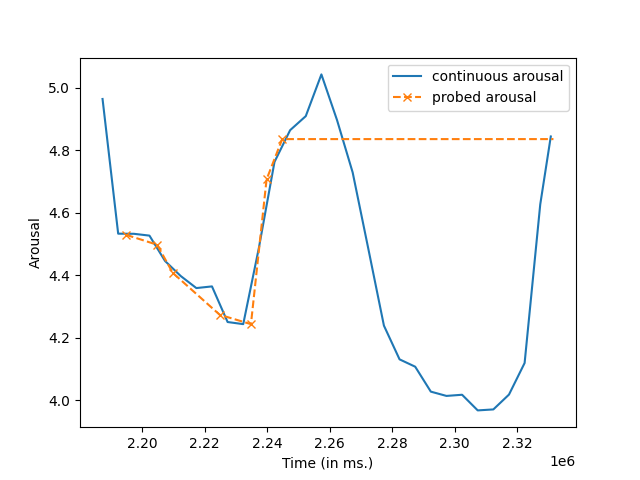 continuous arousal
probed arousal
5.0
4.8
4.6
4.4
4.2
4.0
Arousal
2.20 2.22 2.24 2.26 2.28 2.30 2.32
1e6
Time (in ms.)